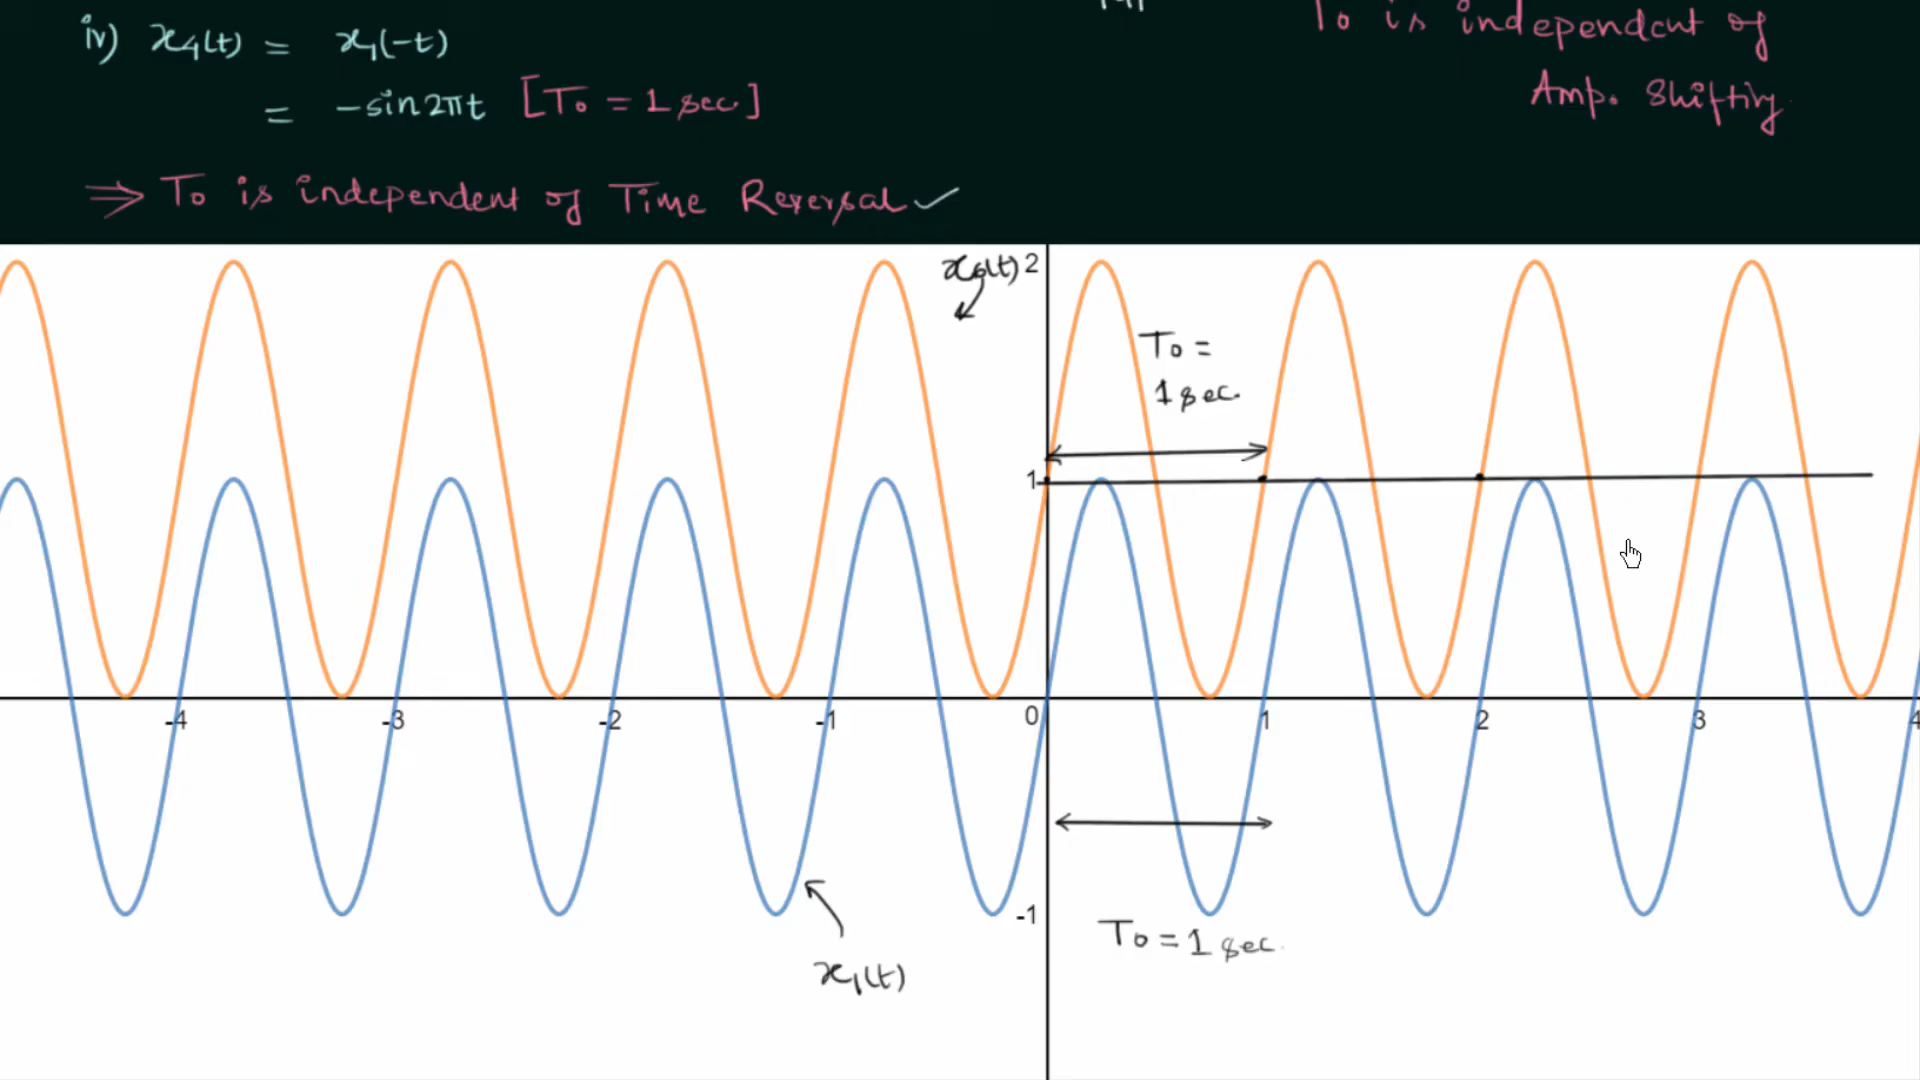 iv) x₄(t) = x₁(-t)
= -sin2πt [T₀ = 1 sec.]
⇒ T₀ is independent of Time Reversal ✓
T₀ is independent of
Amp. Shifting
x₆(t)
T₀ =
1 sec.
2
1
-4 -3 -2 -1 0 1 2 3 4
-1
x₁(t)
T₀ = 1 sec.